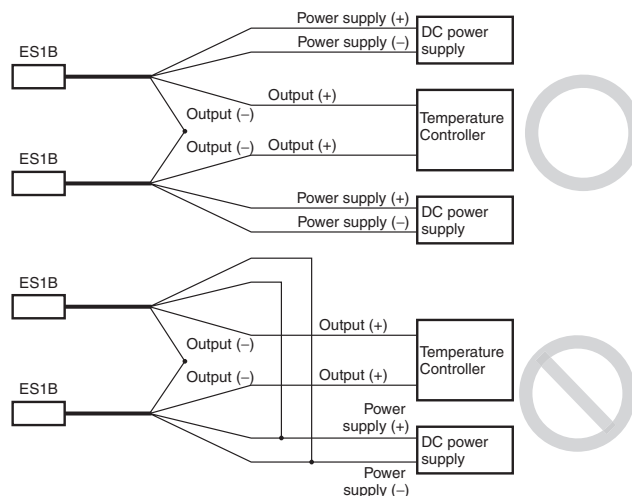 Power supply (+)
DC power
supply
ES1B
Power supply (−)
Output (+)
Output (−)
Temperature
Controller
ES1B
Output (−)
Output (+)
Power supply (+)
DC power
supply
Power supply (−)
ES1B
Output (+)
Temperature
Controller
Output (−)
ES1B
Output (−)
Output (+)
Power
supply (+)
DC power
supply
Power
supply (−)